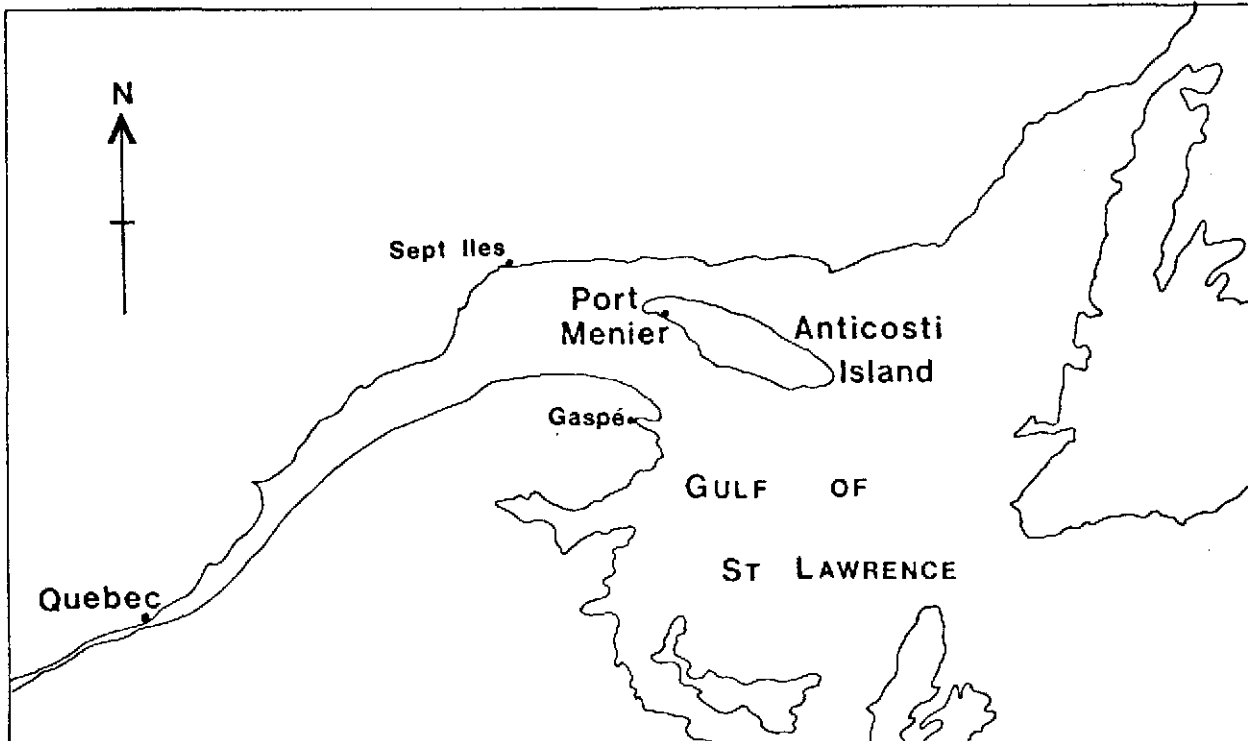 N
Sept Iles
Port
Menier
Anticosti
Island
Gaspé
GULF OF
ST LAWRENCE
Quebec